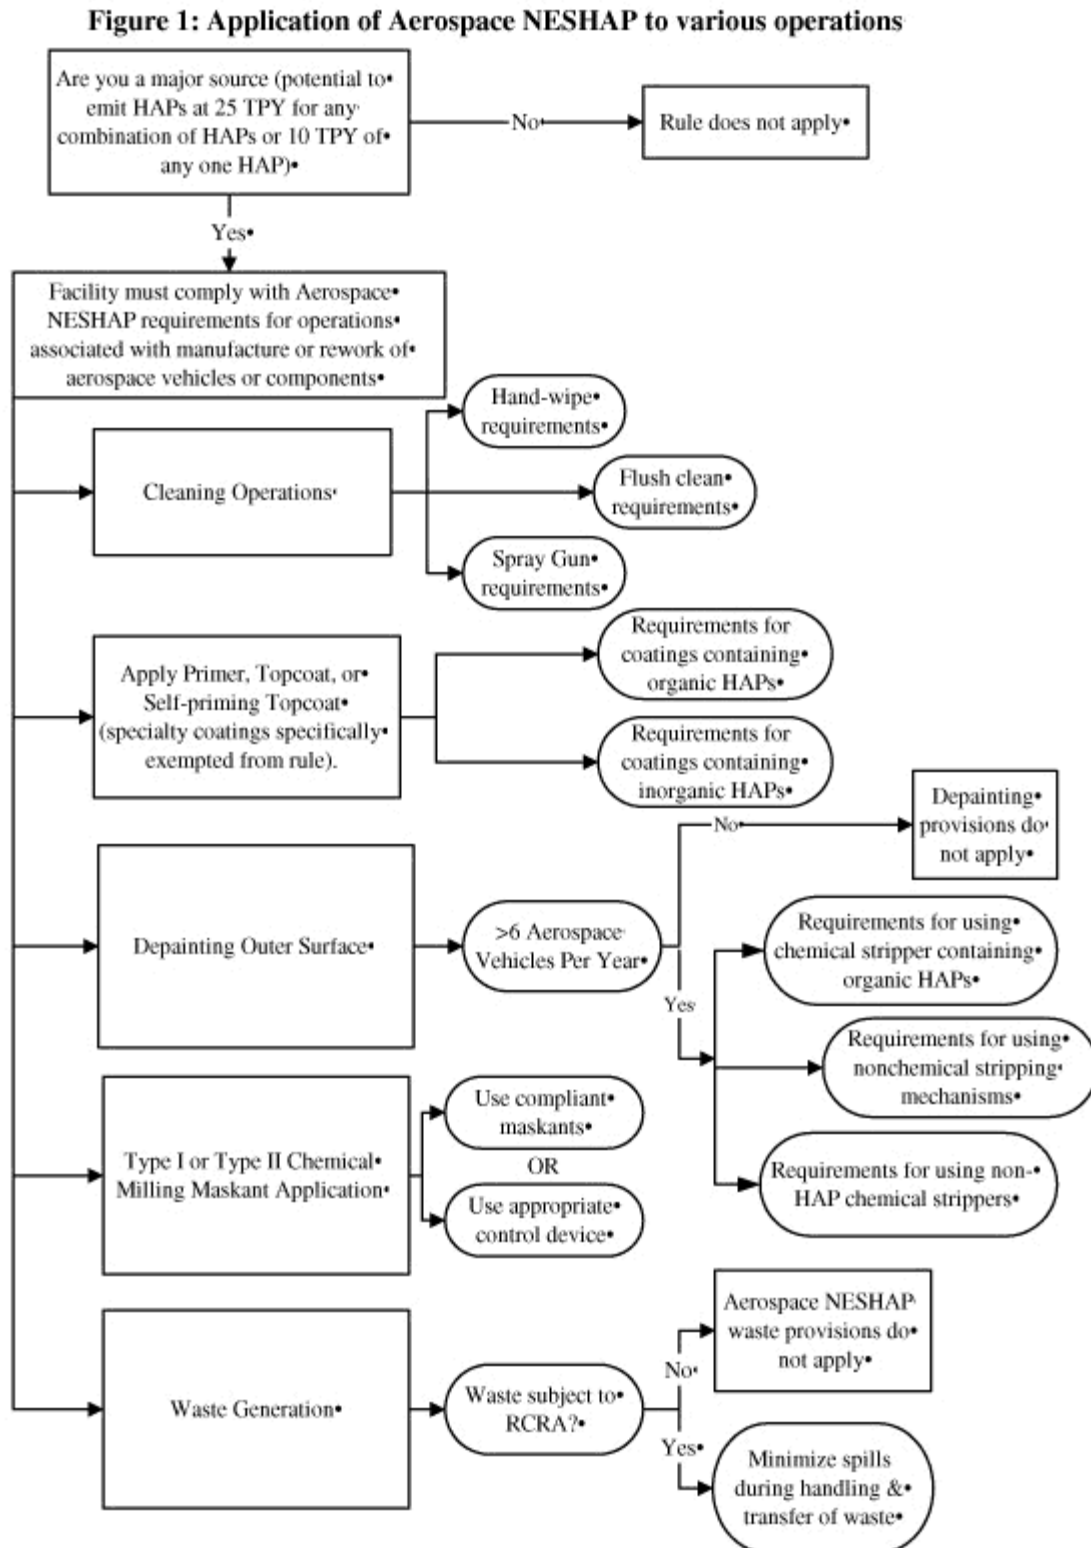 Figure 1: Application of Aerospace NESHAP to various operations
Are you a major source (potential to•
emit HAPs at 25 TPY for any
combination of HAPs or 10 TPY of•
any one HAP)•
No
Rule does not apply•
Yes•
Facility must comply with Aerospace•
NESHAP requirements for operations•
associated with manufacture or rework of•
aerospace vehicles or components•
Hand-wipe•
requirements•
Cleaning Operations
Flush clean•
requirements•
Spray Gun•
requirements•
Apply Primer, Topcoat, or•
Self-priming Topcoat•
(specialty coatings specifically•
exempted from rule).
Requirements for
coatings containing•
organic HAPs•
Requirements for
coatings containing•
inorganic HAPs•
Depainting Outer Surface•
>6 Aerospace
Vehicles Per Year•
No
Depainting•
provisions do
not apply•
Yes
Requirements for using•
chemical stripper containing
organic HAPs•
Requirements for using•
nonchemical stripping
mechanisms•
Requirements for using non-•
HAP chemical strippers•
Type I or Type II Chemical•
Milling Maskant Application•
Use compliant•
maskants•
OR
Use appropriate•
control device•
Waste Generation•
Waste subject to•
RCRA?•
No
Aerospace NESHAP
waste provisions do•
not apply•
Yes•
Minimize spills
during handling &•
transfer of waste•